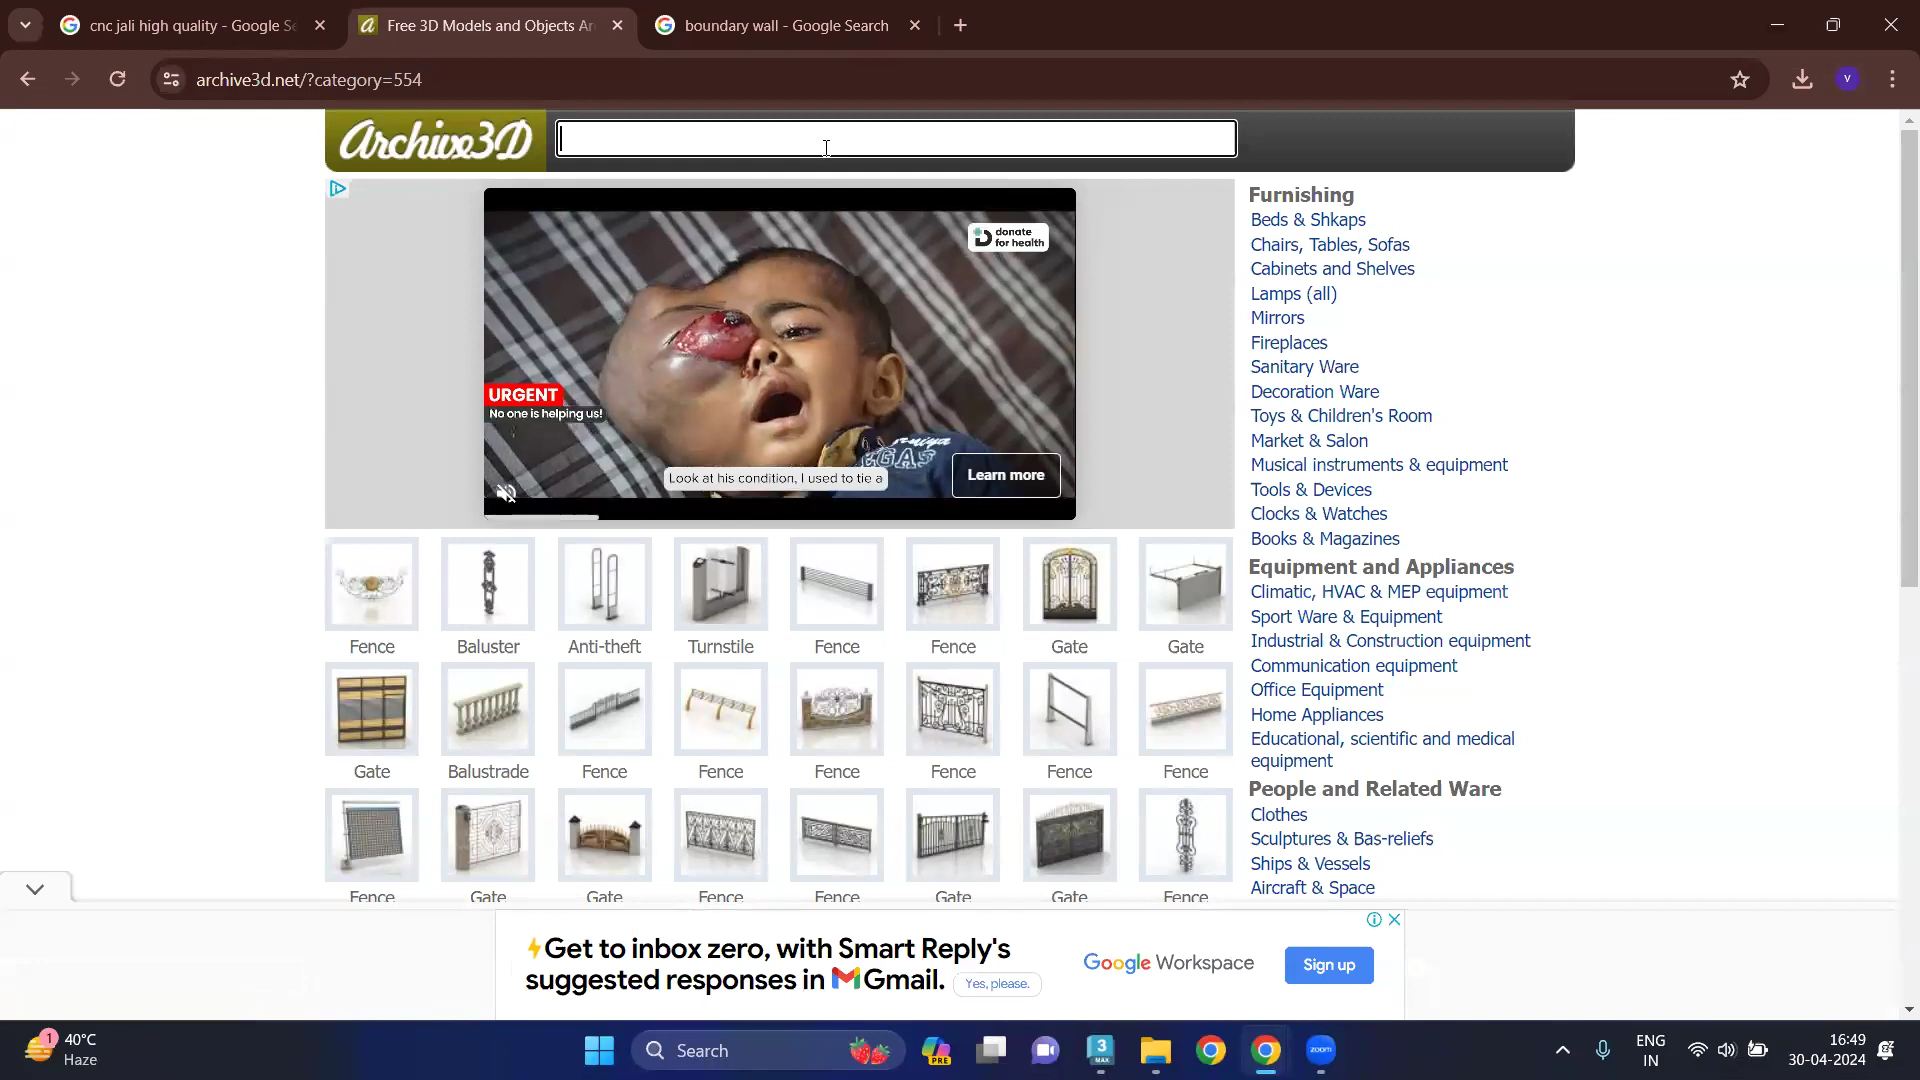 cnc jali high quality - Google Se
Free 3D Models and Objects Ar
boundary wall - Google Search
archive3d.net/?category=554
V
Archive3D
donate
for health
URGENT
No one is helping us!
Look at his condition, I used to tie a
Learn more
Fence
Baluster
Anti-theft
Turnstile
Fence
Fence
Gate
Gate
Gate
Balustrade
Fence
Fence
Fence
Fence
Fence
Fence
Fence
Gate
Gate
Fence
Fence
Gate
Gate
Fence
Furnishing
Beds & Shkaps
Chairs, Tables, Sofas
Cabinets and Shelves
Lamps (all)
Mirrors
Fireplaces
Sanitary Ware
Decoration Ware
Toys & Children's Room
Market & Salon
Musical instruments & equipment
Tools & Devices
Clocks & Watches
Books & Magazines
Equipment and Appliances
Climatic, HVAC & MEP equipment
Sport Ware & Equipment
Industrial & Construction equipment
Communication equipment
Office Equipment
Home Appliances
Educational, scientific and medical
equipment
People and Related Ware
Clothes
Sculptures & Bas-reliefs
Ships & Vessels
Aircraft & Space
⚡Get to inbox zero, with Smart Reply's
suggested responses in Gmail.
Yes, please.
Google Workspace
Sign up
1
40°C
Haze
Search
PRE
3
MAX
zoom
ENG
IN
16:49
30-04-2024